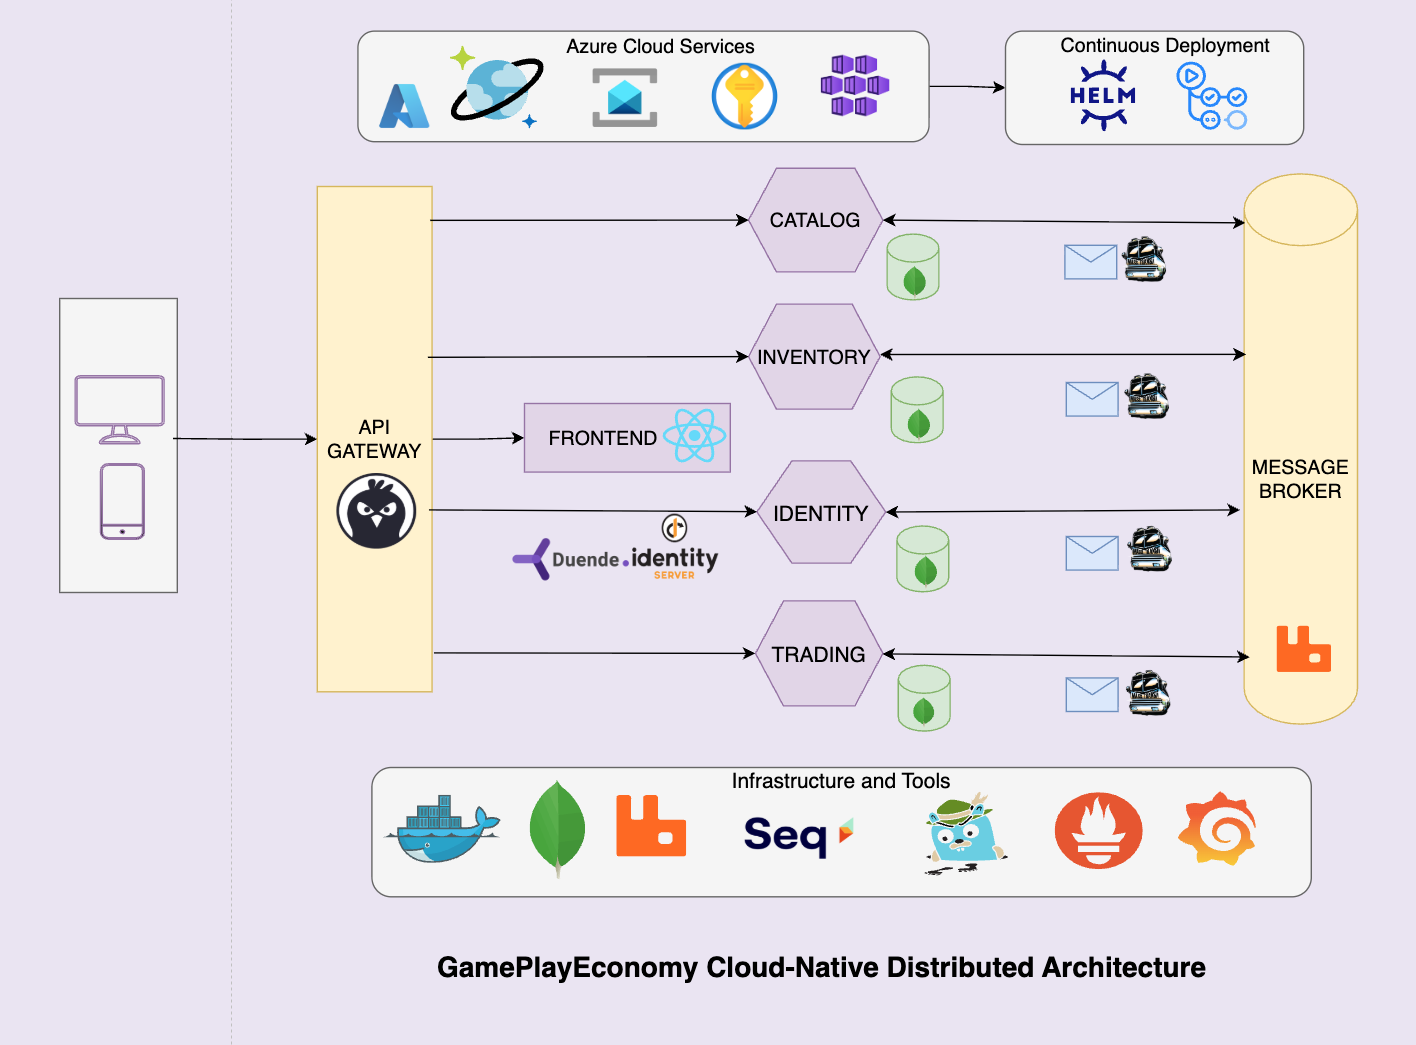 Azure Cloud Services
Continuous Deployment
HELM
CATALOG
INVENTORY
API
GATEWAY
FRONTEND
MESSAGE
BROKER
IDENTITY
Duende.identity
SERVER
TRADING
Infrastructure and Tools
Seq
GamePlayEconomy Cloud-Native Distributed Architecture